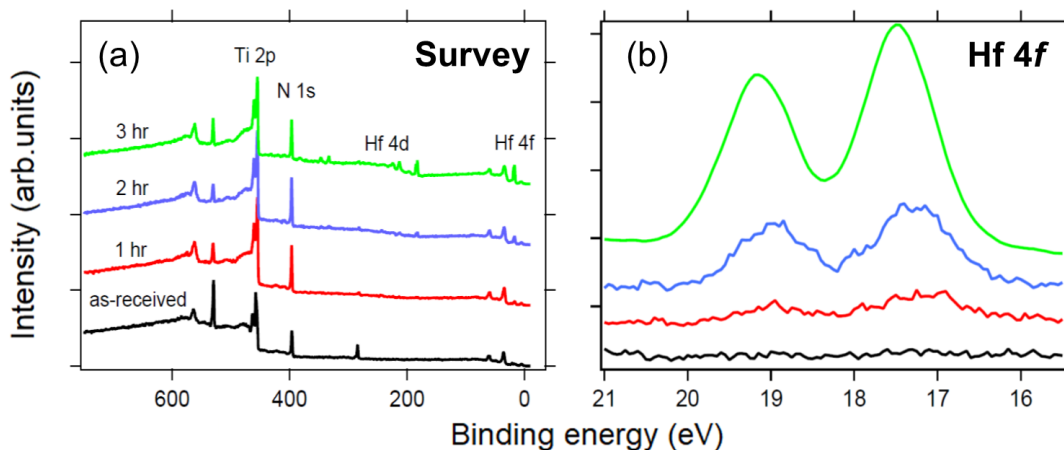 (a)
Survey
Ti 2p
N 1s
3 hr
Hf 4d
Hf 4f
2 hr
1 hr
as-received
600
400
200
0
(b)
Hf 4f
21
20
19
18
17
16
Intensity (arb.units)
Binding energy (eV)